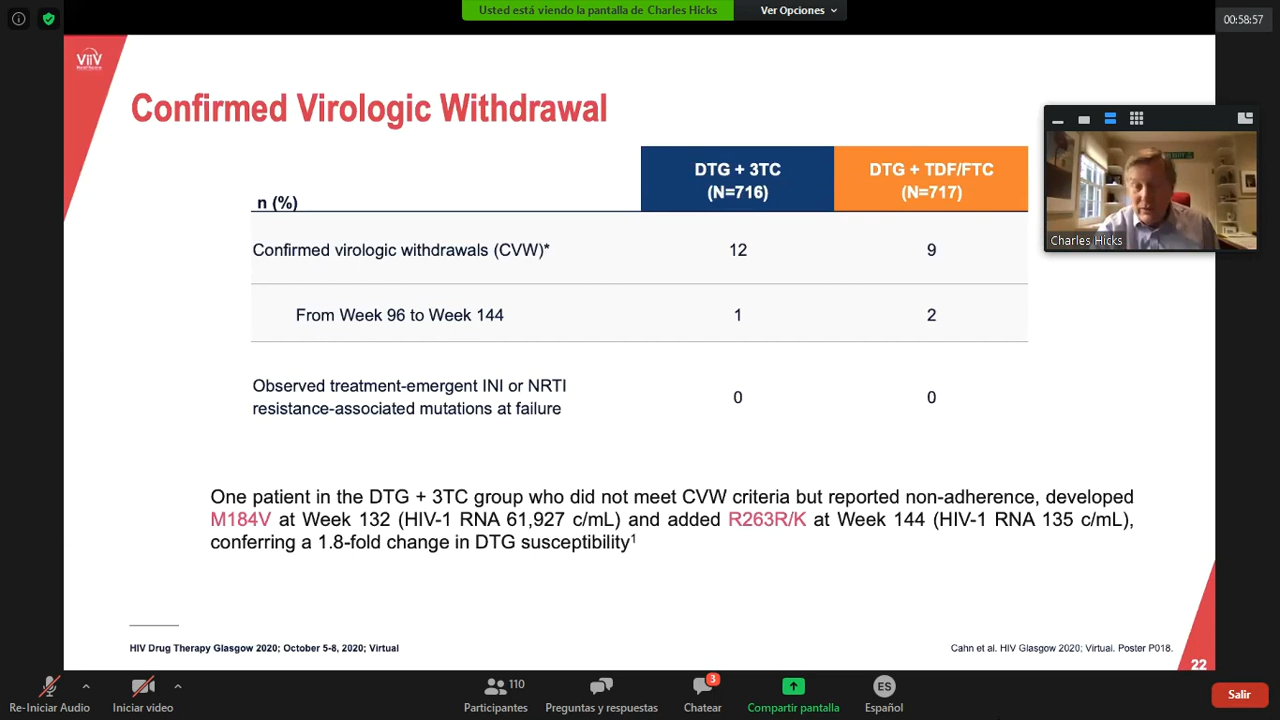 Usted está viendo la pantalla de Charles Hicks
Ver Opciones
00:58:57
ViiV
Confirmed Virologic Withdrawal
n (%)
DTG + 3TC
(N=716)
DTG + TDF/FTC
(N=717)
Confirmed virologic withdrawals (CVW)*
12
9
From Week 96 to Week 144
1
2
Observed treatment-emergent INI or NRTI
resistance-associated mutations at failure
0
0
Charles Hicks
One patient in the DTG + 3TC group who did not meet CVW criteria but reported non-adherence, developed
M184V at Week 132 (HIV-1 RNA 61,927 c/mL) and added R263R/K at Week 144 (HIV-1 RNA 135 c/mL),
conferring a 1.8-fold change in DTG susceptibility¹
HIV Drug Therapy Glasgow 2020; October 5-8, 2020; Virtual
Cahn et al. HIV Glasgow 2020; Virtual. Poster P018.
22
Re-Iniciar Audio
Iniciar video
110
Participantes
Preguntas y respuestas
3
Chatear
Compartir pantalla
ES
Español
Salir